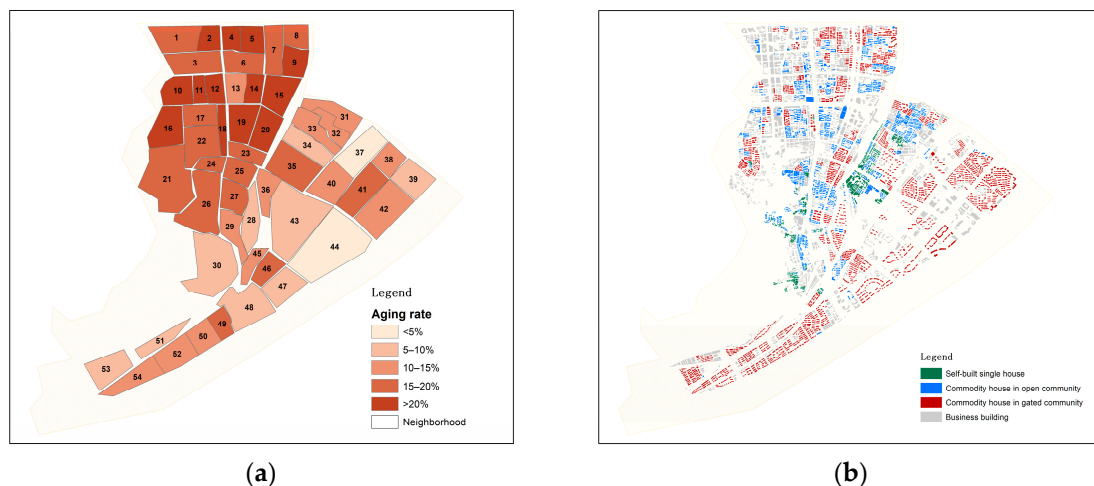 1 2 4 5 7 8
3 6 9
10 11 12 13 14 15
16 17 18 19 20
22 23
21 24 25
26 27 28
29
30
31
33 32
34 37
35 38
36 40 41 39
43 42
44
45
46
47
48
49
50
51
52
53
54
Legend
Aging rate
<5%
5–10%
10–15%
15–20%
>20%
Neighborhood
(a)
Legend
Self-built single house
Commodity house in open community
Commodity house in gated community
Business building
(b)